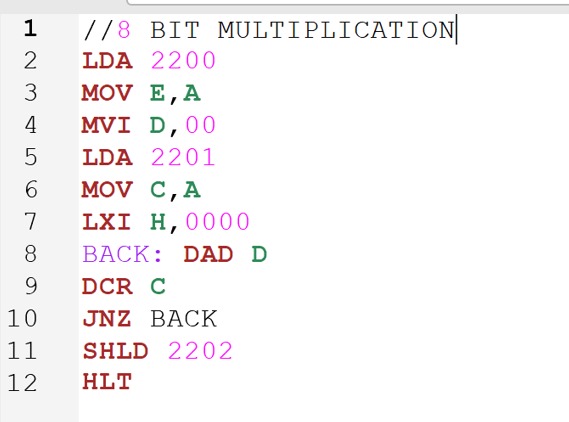 1 //8 BIT MULTIPLICATION
2 LDA 2200
3 MOV E,A
4 MVI D,00
5 LDA 2201
6 MOV C,A
7 LXI H,0000
8 BACK: DAD D
9 DCR C
10 JNZ BACK
11 SHLD 2202
12 HLT